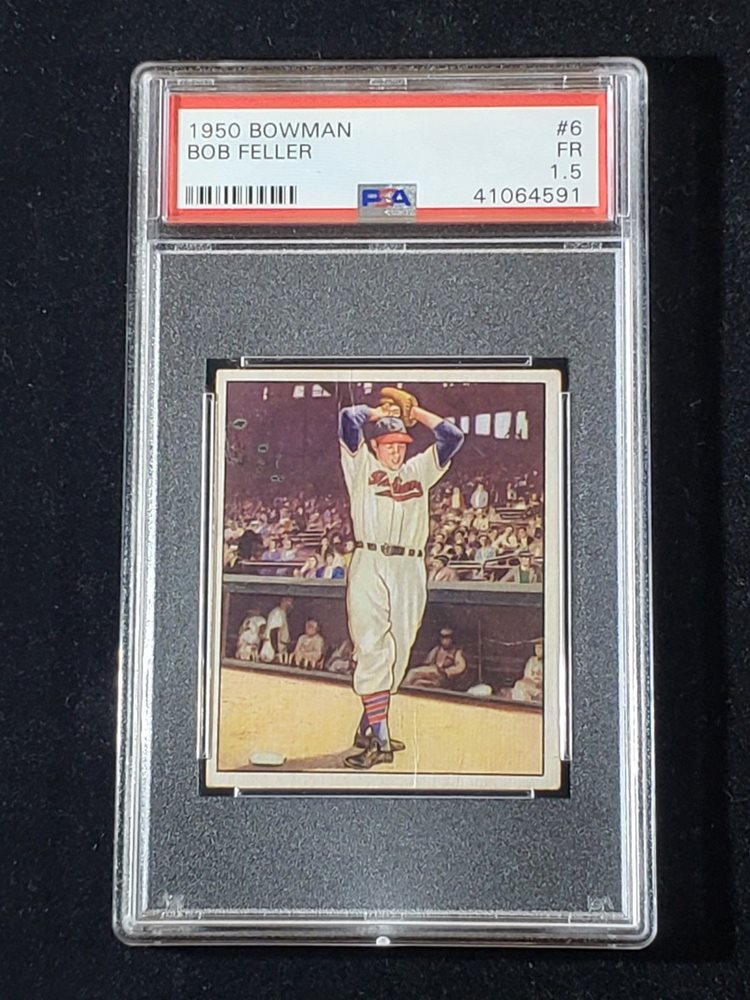 1950 BOWMAN #6
BOB FELLER FR
1.5
PSA 41064591
Indians